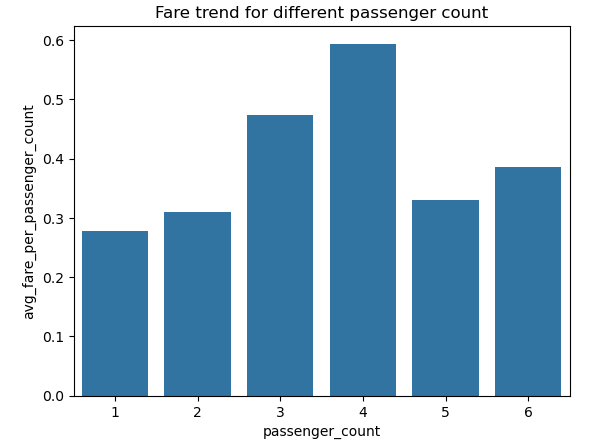 Fare trend for different passenger count
0.6
0.5
0.4
0.3
0.2
0.1
0.0
avg_fare_per_passenger_count
1 2 3 4 5 6
passenger_count